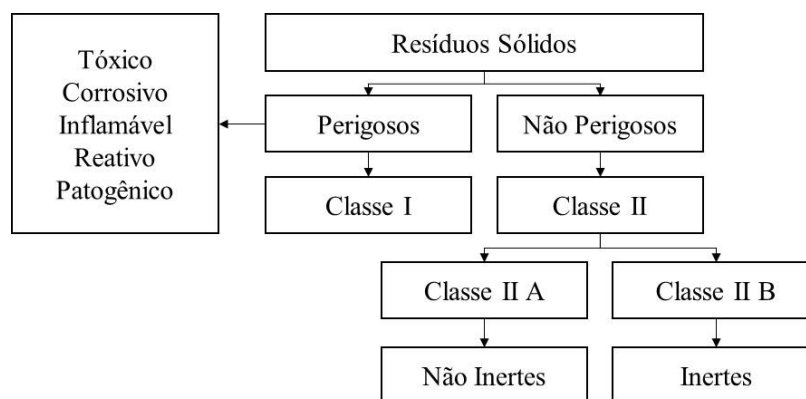 Resíduos Sólidos
Tóxico
Corrosivo
Inflamável
Reativo
Patogênico
Perigosos
Não Perigosos
Classe I
Classe II
Classe II A
Classe II B
Não Inertes
Inertes